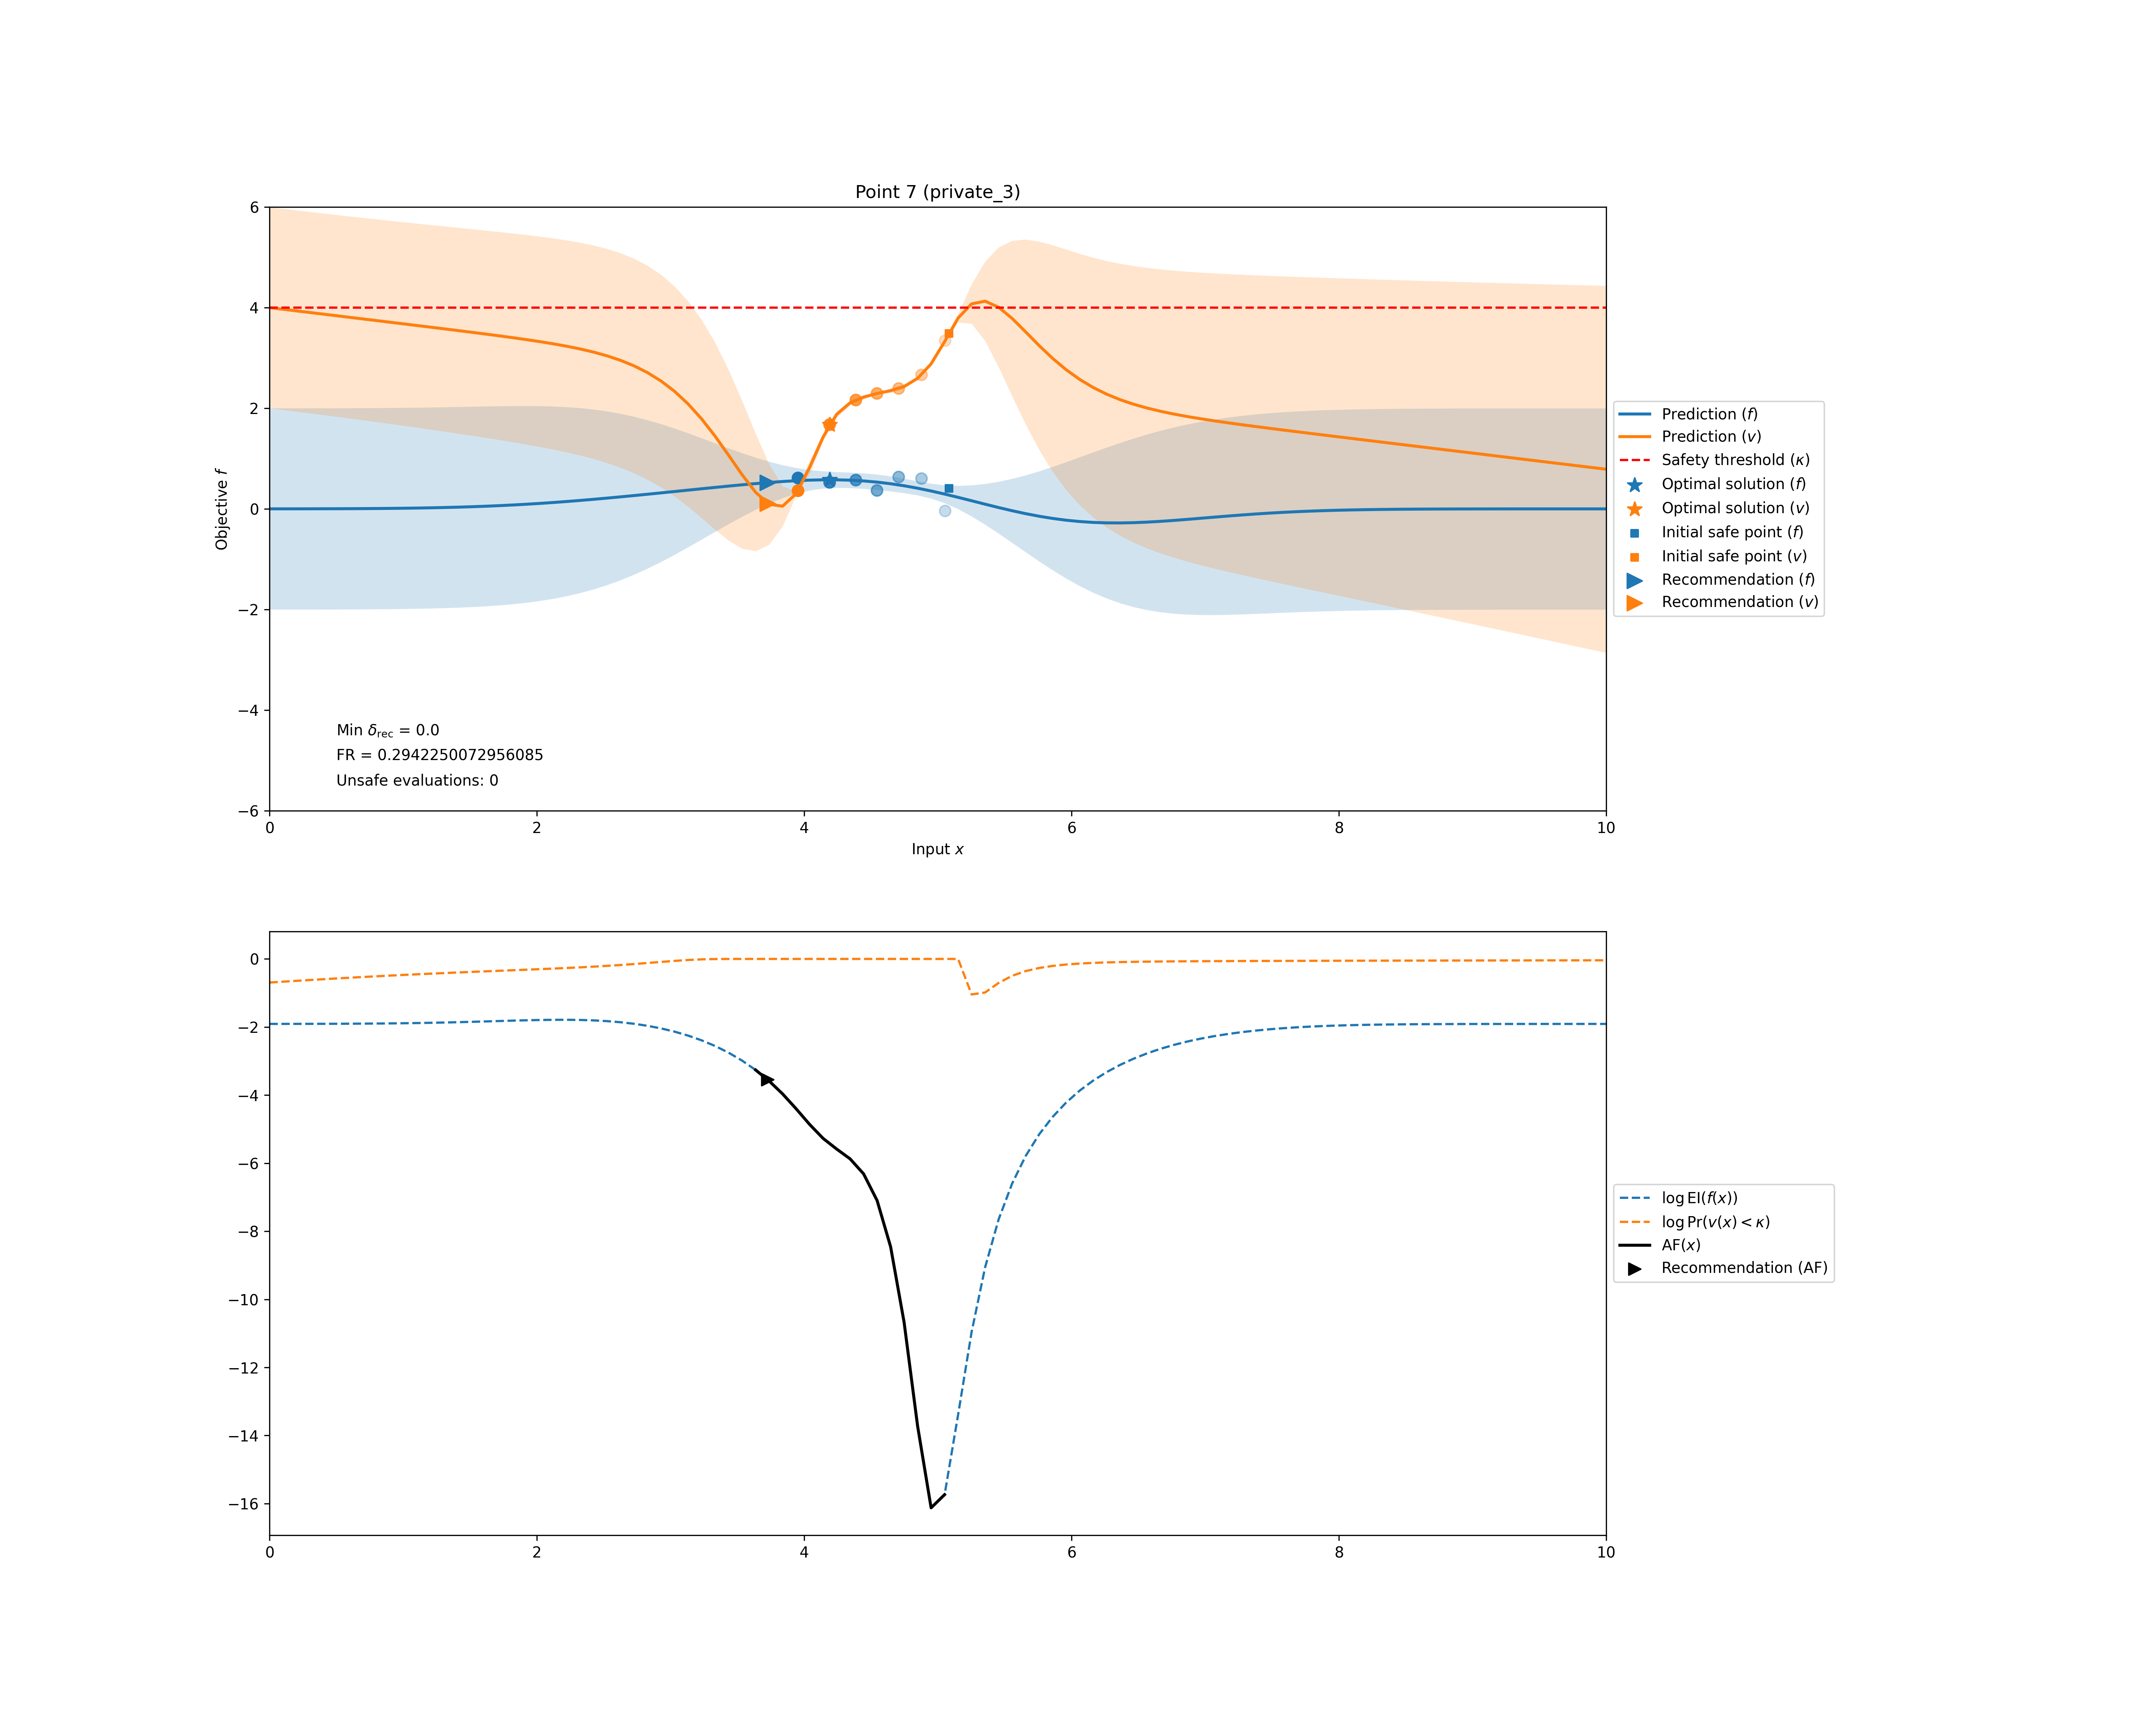 Point 7 (private_3)
6
4
2
0
−2
−4
−6
Objective f
Min δrec = 0.0
FR = 0.2942250072956085
Unsafe evaluations: 0
0 2 4 6 8 10
Input x
Prediction (f)
Prediction (v)
Safety threshold (κ)
Optimal solution (f)
Optimal solution (v)
Initial safe point (f)
Initial safe point (v)
Recommendation (f)
Recommendation (v)
0
−2
−4
−6
−8
−10
−12
−14
−16
0 2 4 6 8 10
log EI(f(x))
log Pr(v(x) < κ)
AF(x)
Recommendation (AF)